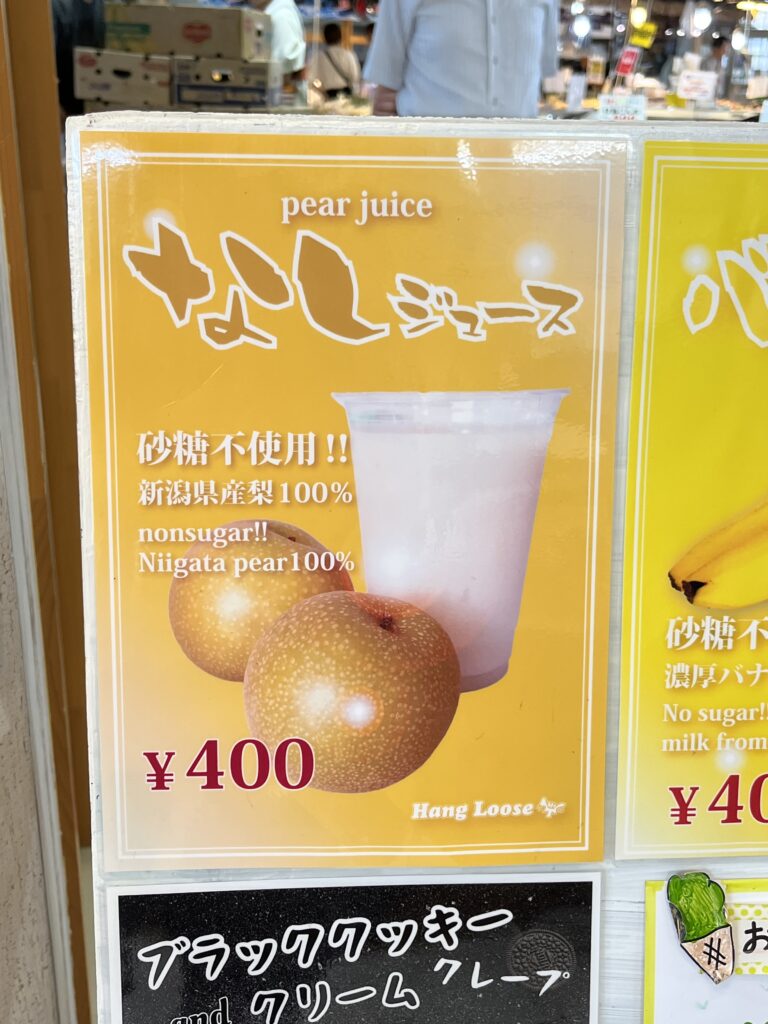 pear juice
なしジュース
砂糖不使用!!
新潟県産梨100%
nonsugar!!
Niigata pear100%
¥400
Hang Loose
バ
砂糖不
濃厚バナ
No sugar!!
milk from
¥40
ブラッククッキー
and クリーム クレープ
お